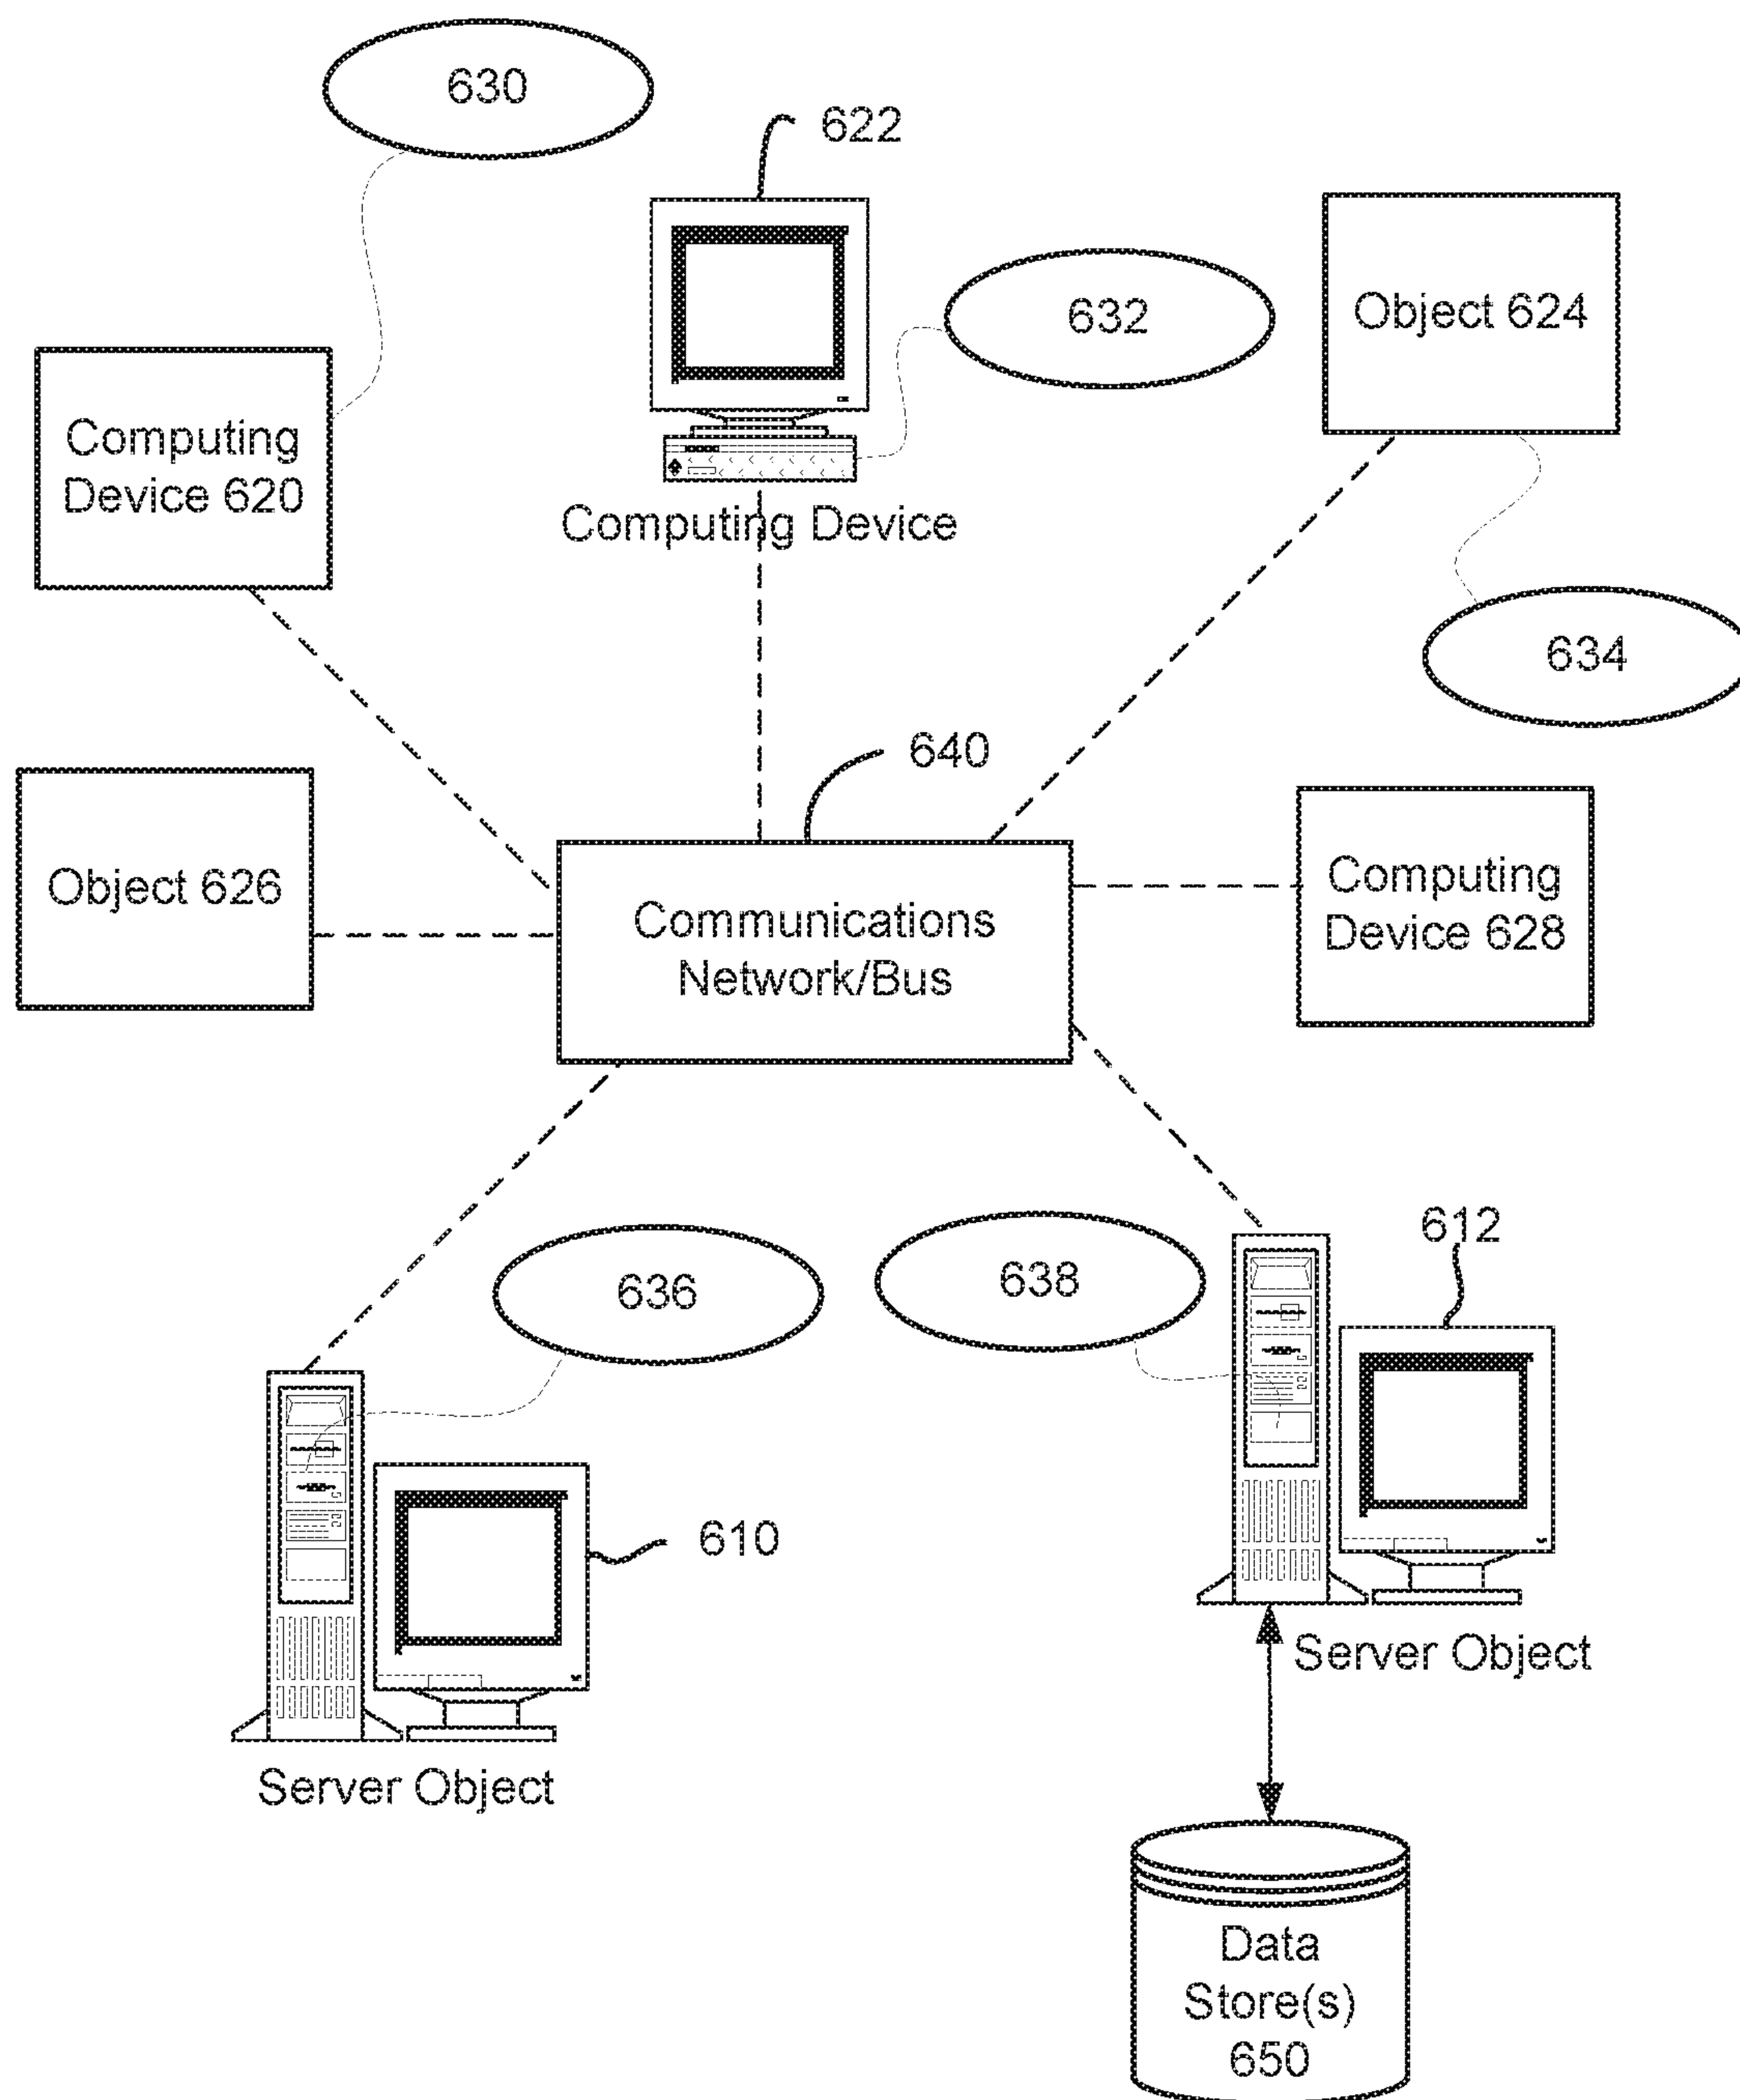 630
622
632
Object 624
Computing
Device 620
Computing Device
634
640
Object 626
Communications
Network/Bus
Computing
Device 628
636
638
612
610
Server Object
Server Object
Data
Store(s)
650